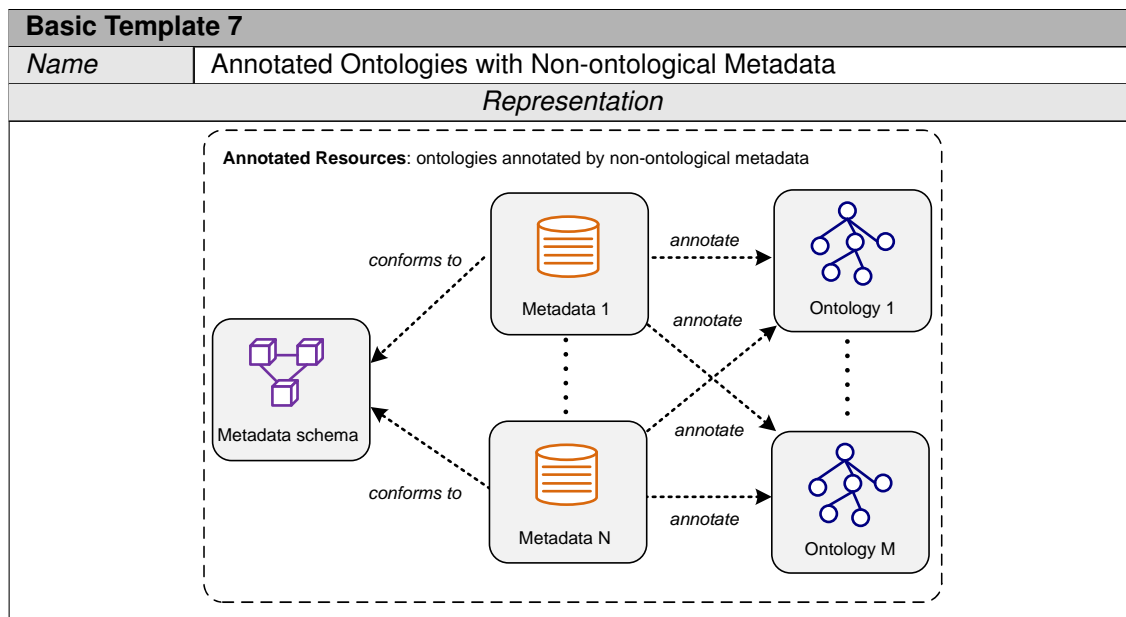 Basic Template 7
Name Annotated Ontologies with Non-ontological Metadata
Representation
Annotated Resources: ontologies annotated by non-ontological metadata
annotate
conforms to
Metadata 1
Ontology 1
annotate
Metadata schema
annotate
conforms to
annotate
Metadata N
Ontology M